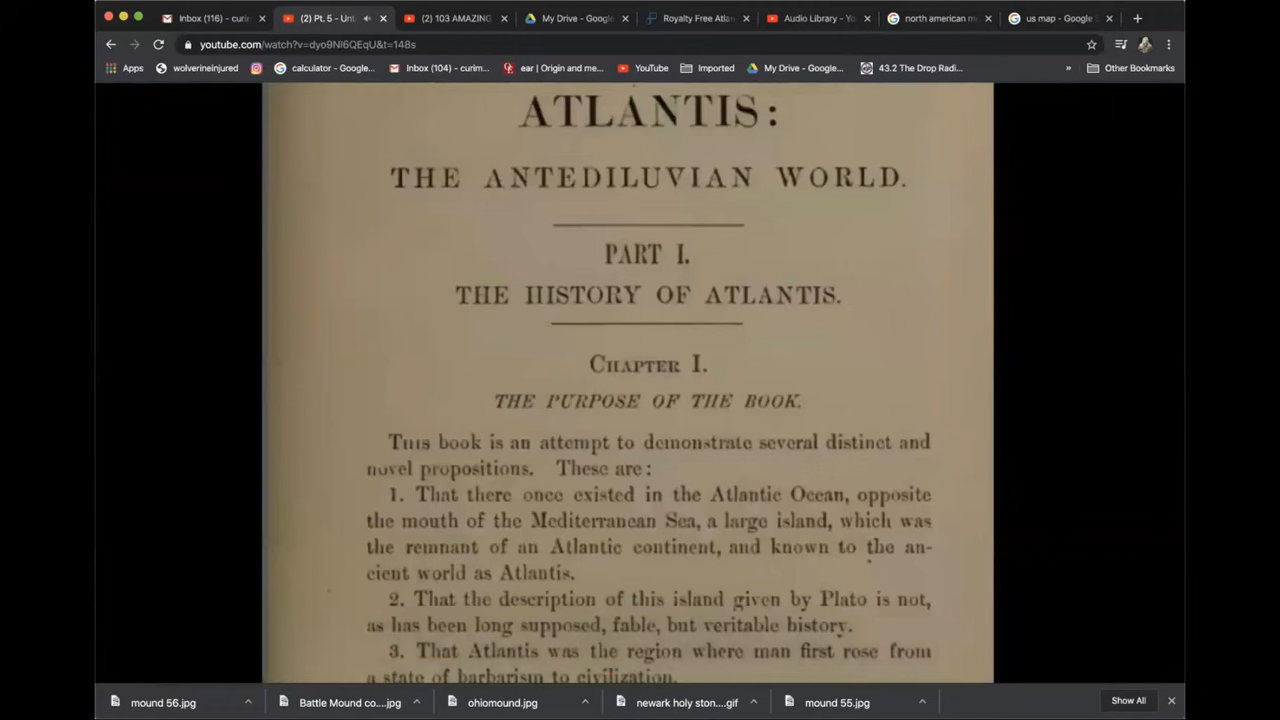 Inbox (116) - curim
(2) Pt. 5 - Un
(2) 103 AMAZING
My Drive - Google
Royalty Free Atlan
Audio Library - Yo
north american m
us map - Google S
youtube.com/watch?v=dyo9Nl6QEqU&t=148s
Apps
wolverineinjured
calculator - Google...
Inbox (104) - curim...
ear | Origin and me...
YouTube
Imported
My Drive - Google...
43.2 The Drop Radi...
»
Other Bookmarks
ATLANTIS:
THE ANTEDILUVIAN WORLD.
PART I.
THE HISTORY OF ATLANTIS.
CHAPTER I.
THE PURPOSE OF THE BOOK.
This book is an attempt to demonstrate several distinct and
novel propositions. These are:
1. That there once existed in the Atlantic Ocean, opposite
the mouth of the Mediterranean Sea, a large island, which was
the remnant of an Atlantic continent, and known to the an-
cient world as Atlantis.
2. That the description of this island given by Plato is not,
as has been long supposed, fable, but veritable history.
3. That Atlantis was the region where man first rose from
a state of barbarism to civilization.
mound 56.jpg
Battle Mound co....jpg
ohiomound.jpg
newark holy ston....gif
mound 55.jpg
Show All